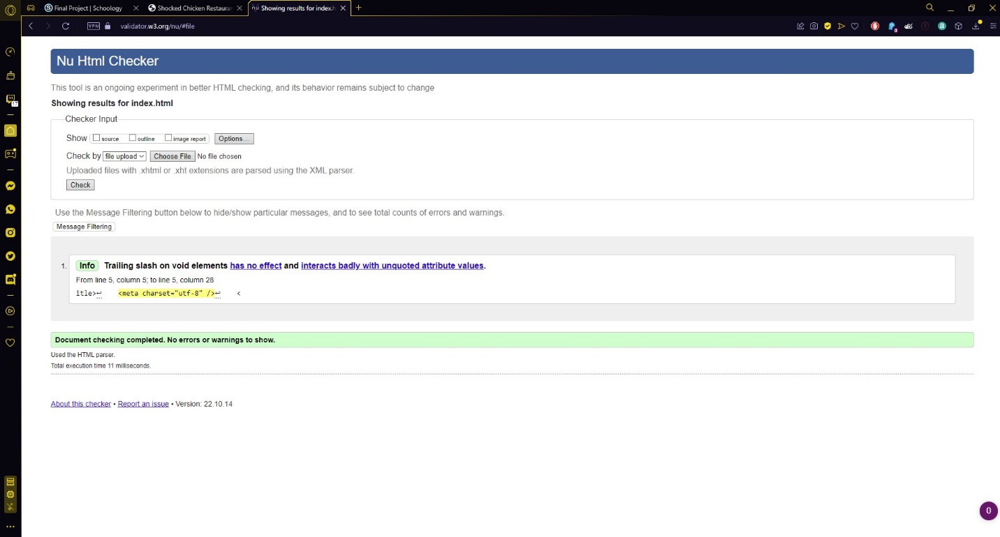 Final Project | Schoology
Shocked Chicken Restaura
nu Showing results for index.h
VPN validator.w3.org/nu/#file
0
17
Nu Html Checker
This tool is an ongoing experiment in better HTML checking, and its behavior remains subject to change
Showing results for index.html
Checker Input
Show source outline image report Options...
Check by file upload Choose File No file chosen
Uploaded files with .xhtml or .xht extensions are parsed using the XML parser.
Check
Use the Message Filtering button below to hide/show particular messages, and to see total counts of errors and warnings.
Message Filtering
1. Info Trailing slash on void elements has no effect and interacts badly with unquoted attribute values.
From line 5, column 5; to line 5, column 28
itle>↩ <meta charset="utf-8" />↩ <
Document checking completed. No errors or warnings to show.
Used the HTML parser.
Total execution time 11 milliseconds.
About this checker • Report an issue • Version: 22.10.14
0